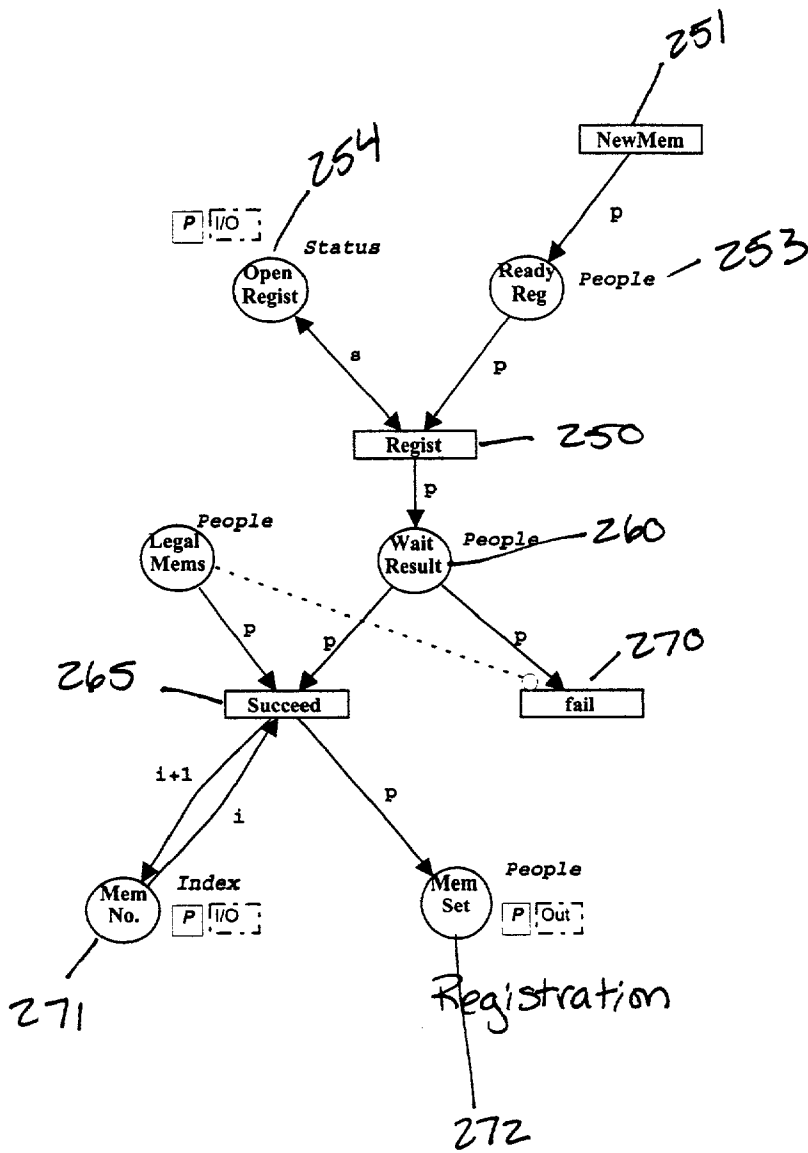 251
NewMem
254
P I/O
Status
p
Open
Regist
Ready
Reg
People
253
s
p
Regist
250
p
People
Legal
Mems
Wait
Result
People
260
p
p
p
270
265
Succeed
fail
i+1
i
p
Mem
No.
Index
P I/O
Mem
Set
People
P Out
271
Registration
272